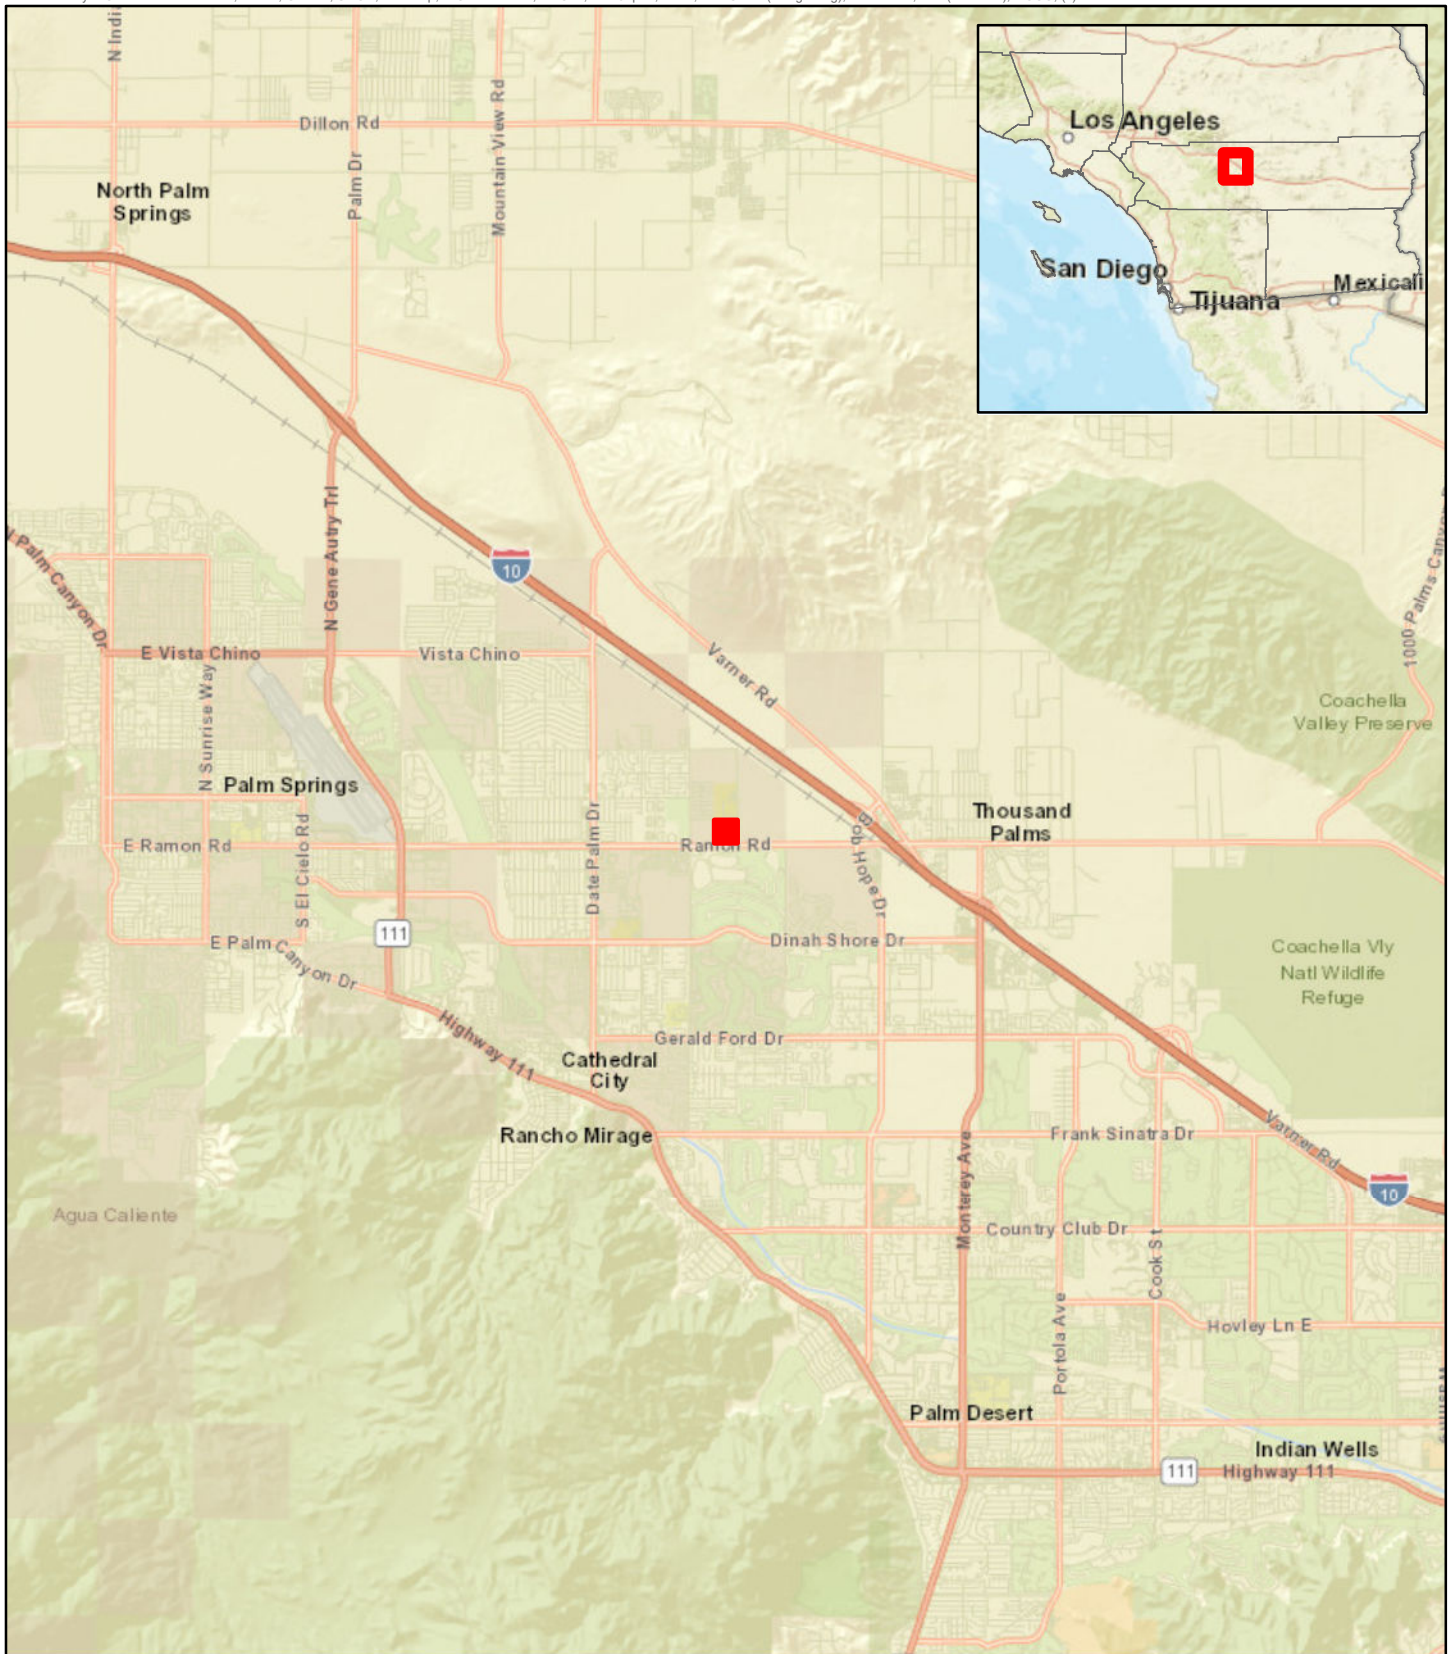 N India
Dillon Rd
Palm Dr
Mountain View Rd
North Palm
Springs
Los Angeles
San Diego
Tijuana
Mexicali
N Palm Canyon Dr
N Gene Autry Trl
10
E Vista Chino
Vista Chino
Varner Rd
1000 Palms Canyon
Coachella
Valley Preserve
N Sunrise Way
Palm Springs
Thousand
Palms
E Ramon Rd
S El Cielo Rd
Date Palm Dr
Ramon Rd
Bob Hope Dr
111
E Palm Canyon Dr
Dinah Shore Dr
Coachella Vly
Natl Wildlife
Refuge
Highway 111
Gerald Ford Dr
Cathedral
City
Rancho Mirage
Frank Sinatra Dr
Varner Rd
10
Agua Caliente
Monterey Ave
Country Club Dr
Cook St
Portola Ave
Hovley Ln E
Palm Desert
Indian Wells
111
Highway 111